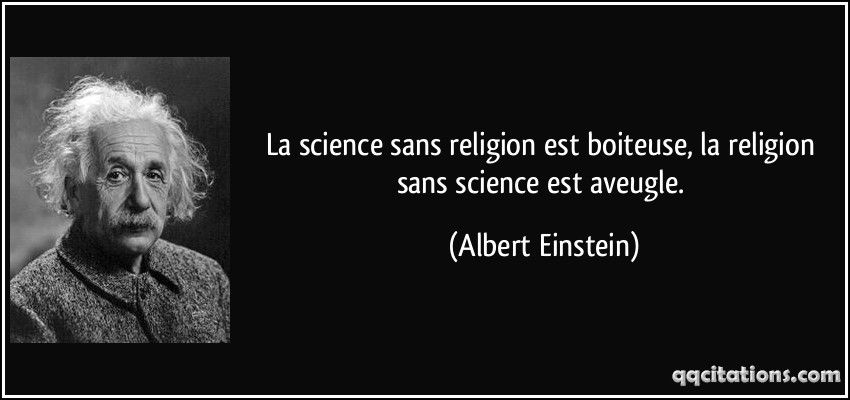 La science sans religion est boiteuse, la religion
sans science est aveugle.
(Albert Einstein)
qqcitations.com